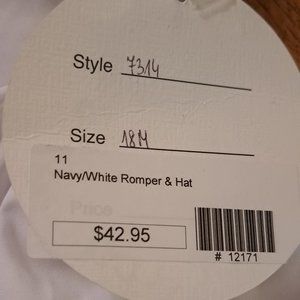 Style 7314
Size 18M
11
Navy/White Romper & Hat
Price
$42.95
# 12171